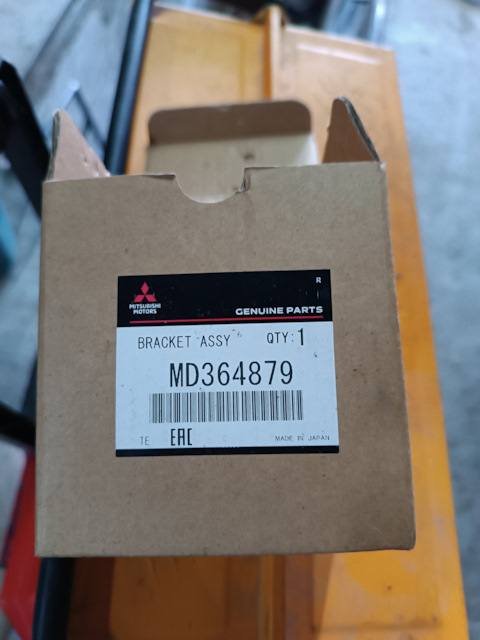 R
MITSUBISHI
MOTORS
GENUINE PARTS
BRACKET ASSY QTY:1
MD364879
TE EAC MADE IN JAPAN